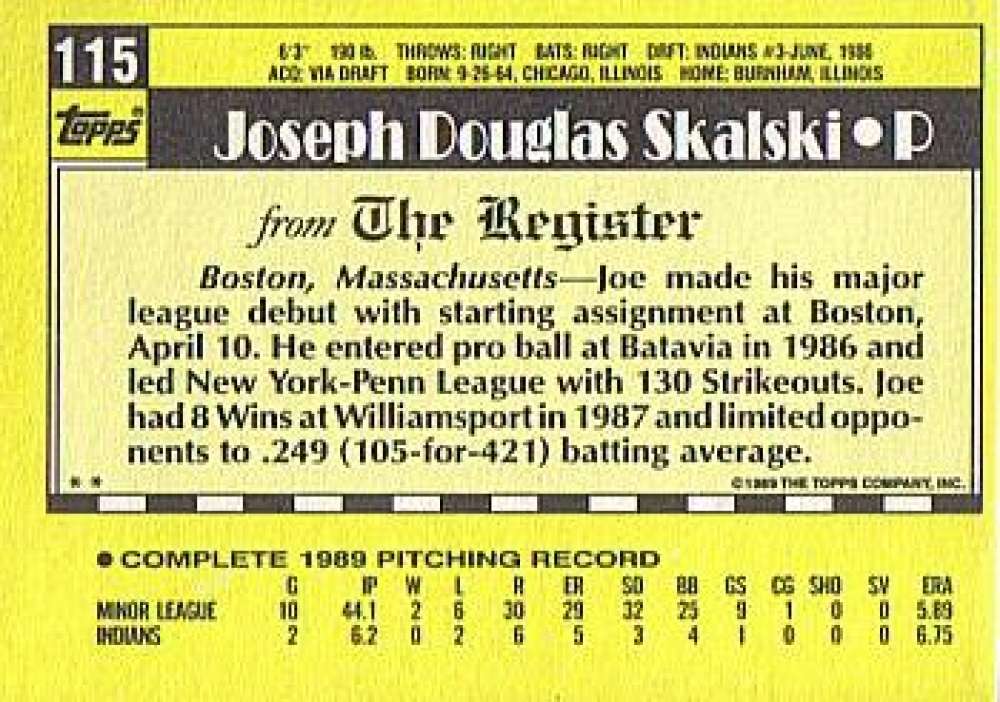 115
6'3" 190 lb. THROWS: RIGHT BATS: RIGHT DRFT: INDIANS #3-JUNE, 1986
ACQ: VIA DRAFT BORN: 9-26-64, CHICAGO, ILLINOIS HOME: BURNHAM, ILLINOIS
Topps®
Joseph Douglas Skalski • P
from The Register
Boston, Massachusetts—Joe made his major
league debut with starting assignment at Boston,
April 10. He entered pro ball at Batavia in 1986 and
led New York-Penn League with 130 Strikeouts. Joe
had 8 Wins at Williamsport in 1987 and limited oppo-
nents to .249 (105-for-421) batting average.
* * ©1989 THE TOPPS COMPANY, INC.
● COMPLETE 1989 PITCHING RECORD
G IP W L R ER SO BB GS CG SHO SV ERA
MINOR LEAGUE 10 44.1 2 6 30 29 32 25 9 1 0 0 5.89
INDIANS 2 6.2 0 2 6 5 3 4 1 0 0 0 6.75